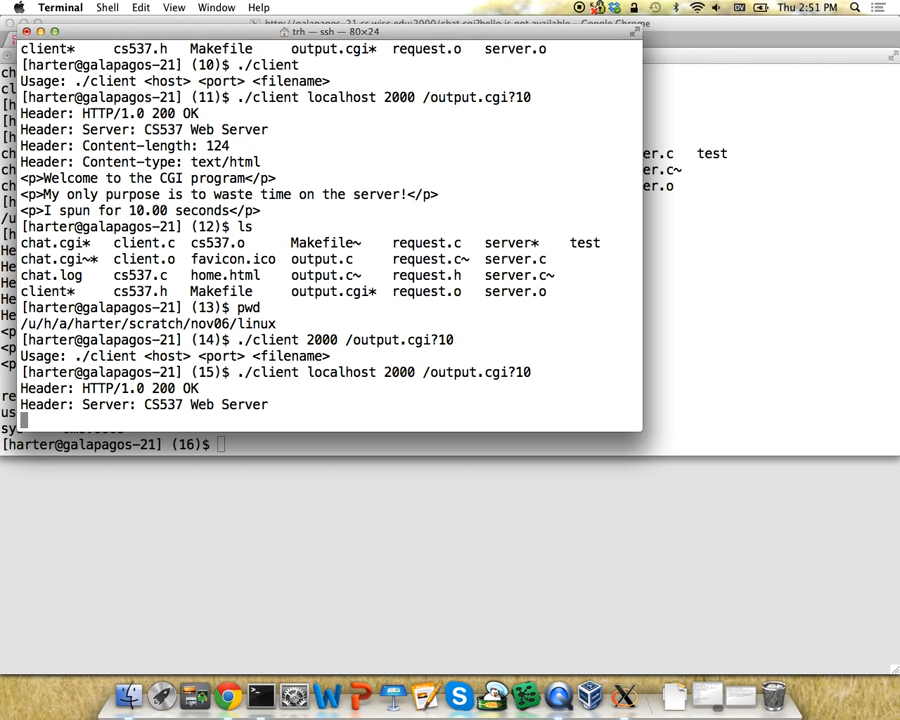 Terminal Shell Edit View Window Help Thu 2:51 PM
trh — ssh — 80×24
client* cs537.h Makefile output.cgi* request.o server.o
[harter@galapagos-21] (10)$ ./client
Usage: ./client <host> <port> <filename>
[harter@galapagos-21] (11)$ ./client localhost 2000 /output.cgi?10
Header: HTTP/1.0 200 OK
Header: Server: CS537 Web Server
Header: Content-length: 124
Header: Content-type: text/html
<p>Welcome to the CGI program</p>
<p>My only purpose is to waste time on the server!</p>
<p>I spun for 10.00 seconds</p>
[harter@galapagos-21] (12)$ ls
chat.cgi* client.c cs537.o Makefile~ request.c server* test
chat.cgi~* client.o favicon.ico output.c request.c~ server.c
chat.log cs537.c home.html output.c~ request.h server.c~
client* cs537.h Makefile output.cgi* request.o server.o
[harter@galapagos-21] (13)$ pwd
/u/h/a/harter/scratch/nov06/linux
[harter@galapagos-21] (14)$ ./client 2000 /output.cgi?10
Usage: ./client <host> <port> <filename>
[harter@galapagos-21] (15)$ ./client localhost 2000 /output.cgi?10
Header: HTTP/1.0 200 OK
Header: Server: CS537 Web Server
er.c test
er.c~
er.o
[harter@galapagos-21] (16)$